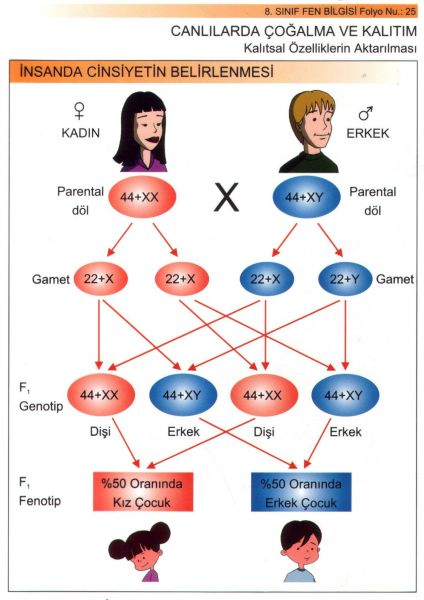 8. SINIF FEN BİLGİSİ Folyo Nu.: 25
CANLILARDA ÇOĞALMA VE KALITIM
Kalıtsal Özelliklerin Aktarılması
İNSANDA CİNSİYETİN BELİRLENMESİ
♀
KADIN
♂
ERKEK
Parental
döl
44+XX
X
44+XY
Parental
döl
Gamet
22+X
22+X
22+X
22+Y
Gamet
F₁
Genotip
44+XX
44+XY
44+XX
44+XY
Dişi
Erkek
Dişi
Erkek
F₁
Fenotip
%50 Oranında
Kız Çocuk
%50 Oranında
Erkek Çocuk